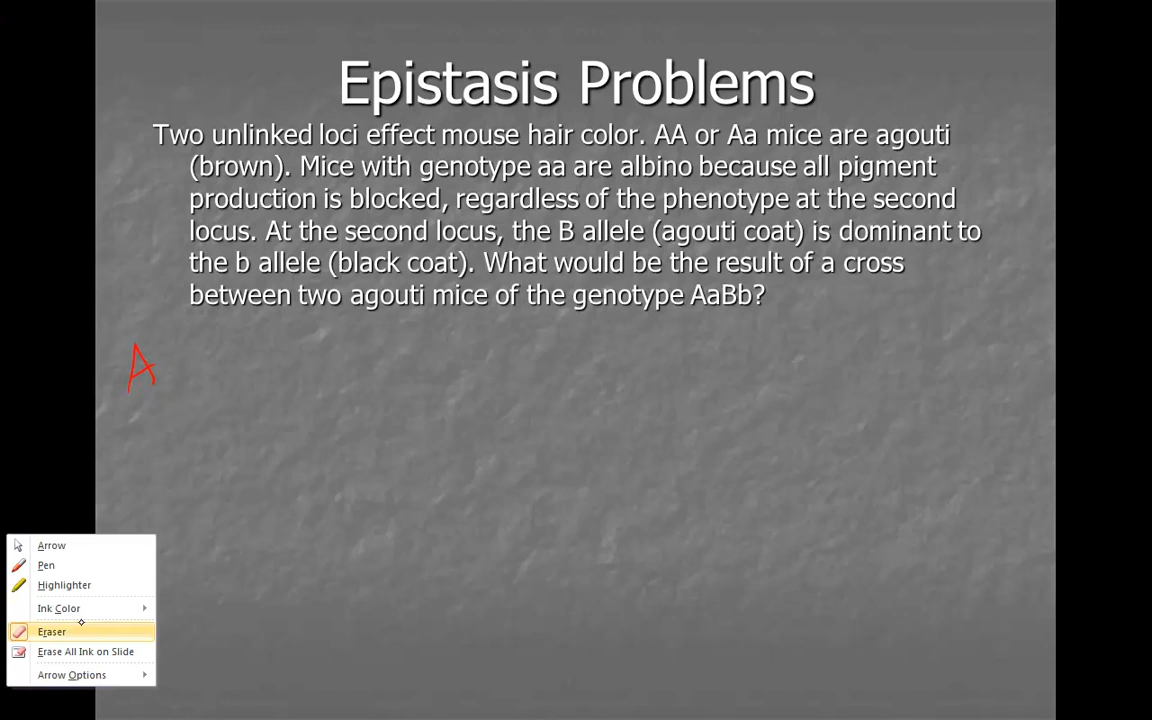 Epistasis Problems
Two unlinked loci effect mouse hair color. AA or Aa mice are agouti
(brown). Mice with genotype aa are albino because all pigment
production is blocked, regardless of the phenotype at the second
locus. At the second locus, the B allele (agouti coat) is dominant to
the b allele (black coat). What would be the result of a cross
between two agouti mice of the genotype AaBb?
A
Arrow
Pen
Highlighter
Ink Color
Eraser
Erase All Ink on Slide
Arrow Options